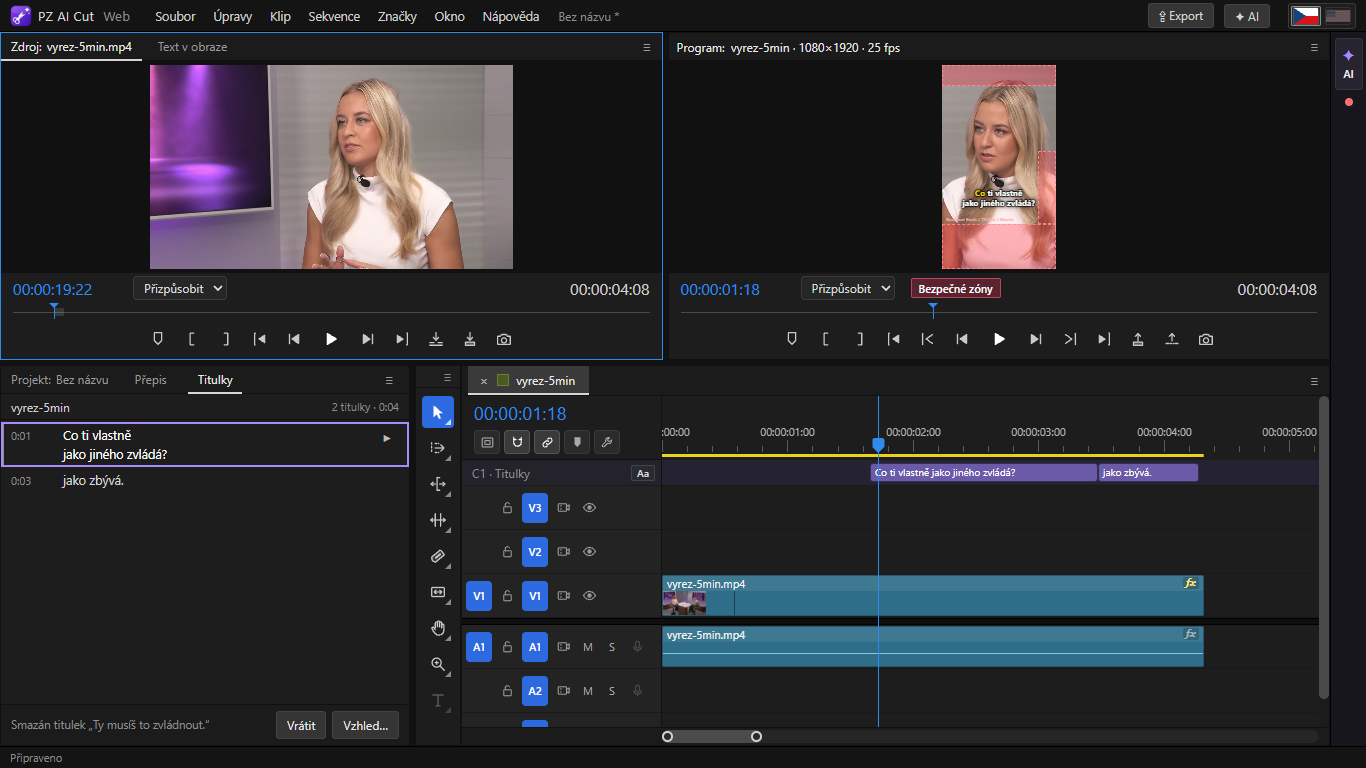 PZ AI Cut Web Soubor Úpravy Klip Sekvence Značky Okno Nápověda Bez názvu * Export AI
Zdroj: vyrez-5min.mp4 Text v obraze
Program: vyrez-5min · 1080×1920 · 25 fps
AI
Co ti vlastně
jako jiného zvládá?
00:00:19:22 Přizpůsobit 00:00:04:08
00:00:01:18 Přizpůsobit Bezpečné zóny 00:00:04:08
Projekt: Bez názvu Přepis Titulky
vyrez-5min 2 titulky · 0:04
0:01 Co ti vlastně
jako jiného zvládá?
0:03 jako zbývá.
Smazán titulek „Ty musíš to zvládnout.“ Vrátit Vzhled...
× vyrez-5min
00:00:01:18
:00:00 00:00:01:00 00:00:02:00 00:00:03:00 00:00:04:00 00:00:05:00
C1 · Titulky Aa Co ti vlastně jako jiného zvládá? jako zbývá.
V3
V2
V1 V1 vyrez-5min.mp4 fx
A1 A1 M S vyrez-5min.mp4 fx
A2 M S
T
Připraveno